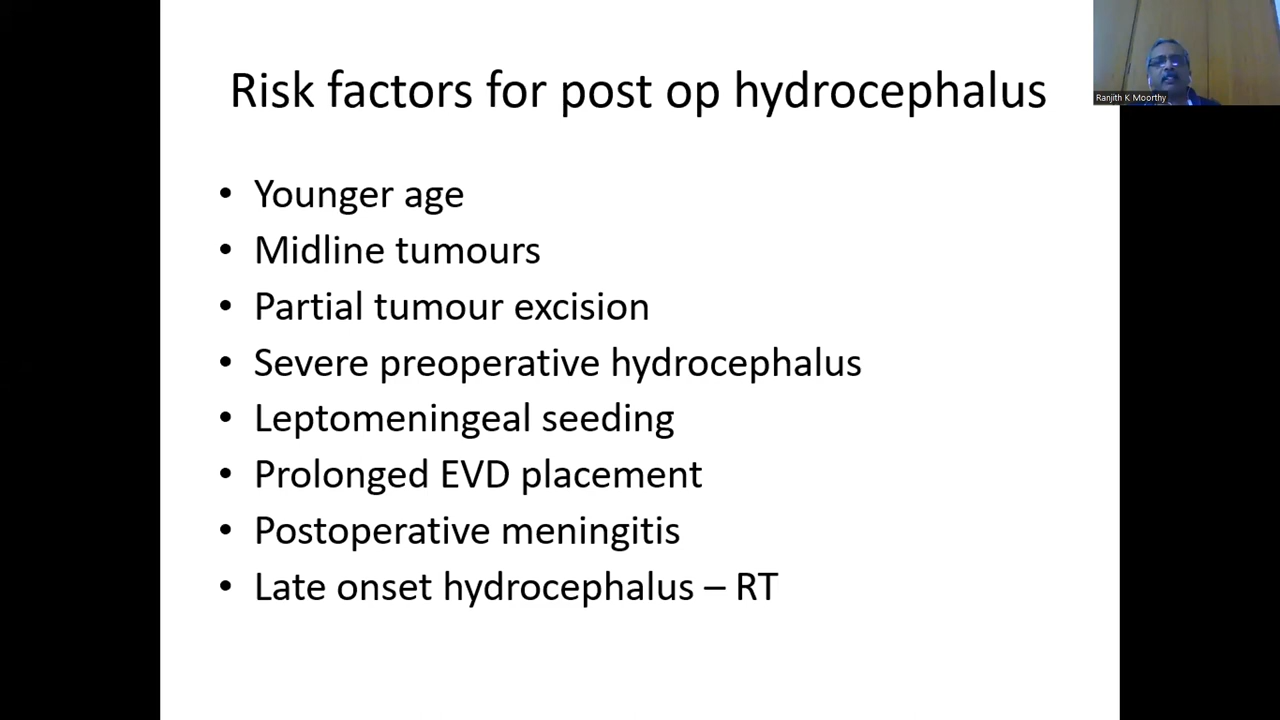 Risk factors for post op hydrocephalus
Ranjith K Moorthy
• Younger age
• Midline tumours
• Partial tumour excision
• Severe preoperative hydrocephalus
• Leptomeningeal seeding
• Prolonged EVD placement
• Postoperative meningitis
• Late onset hydrocephalus – RT